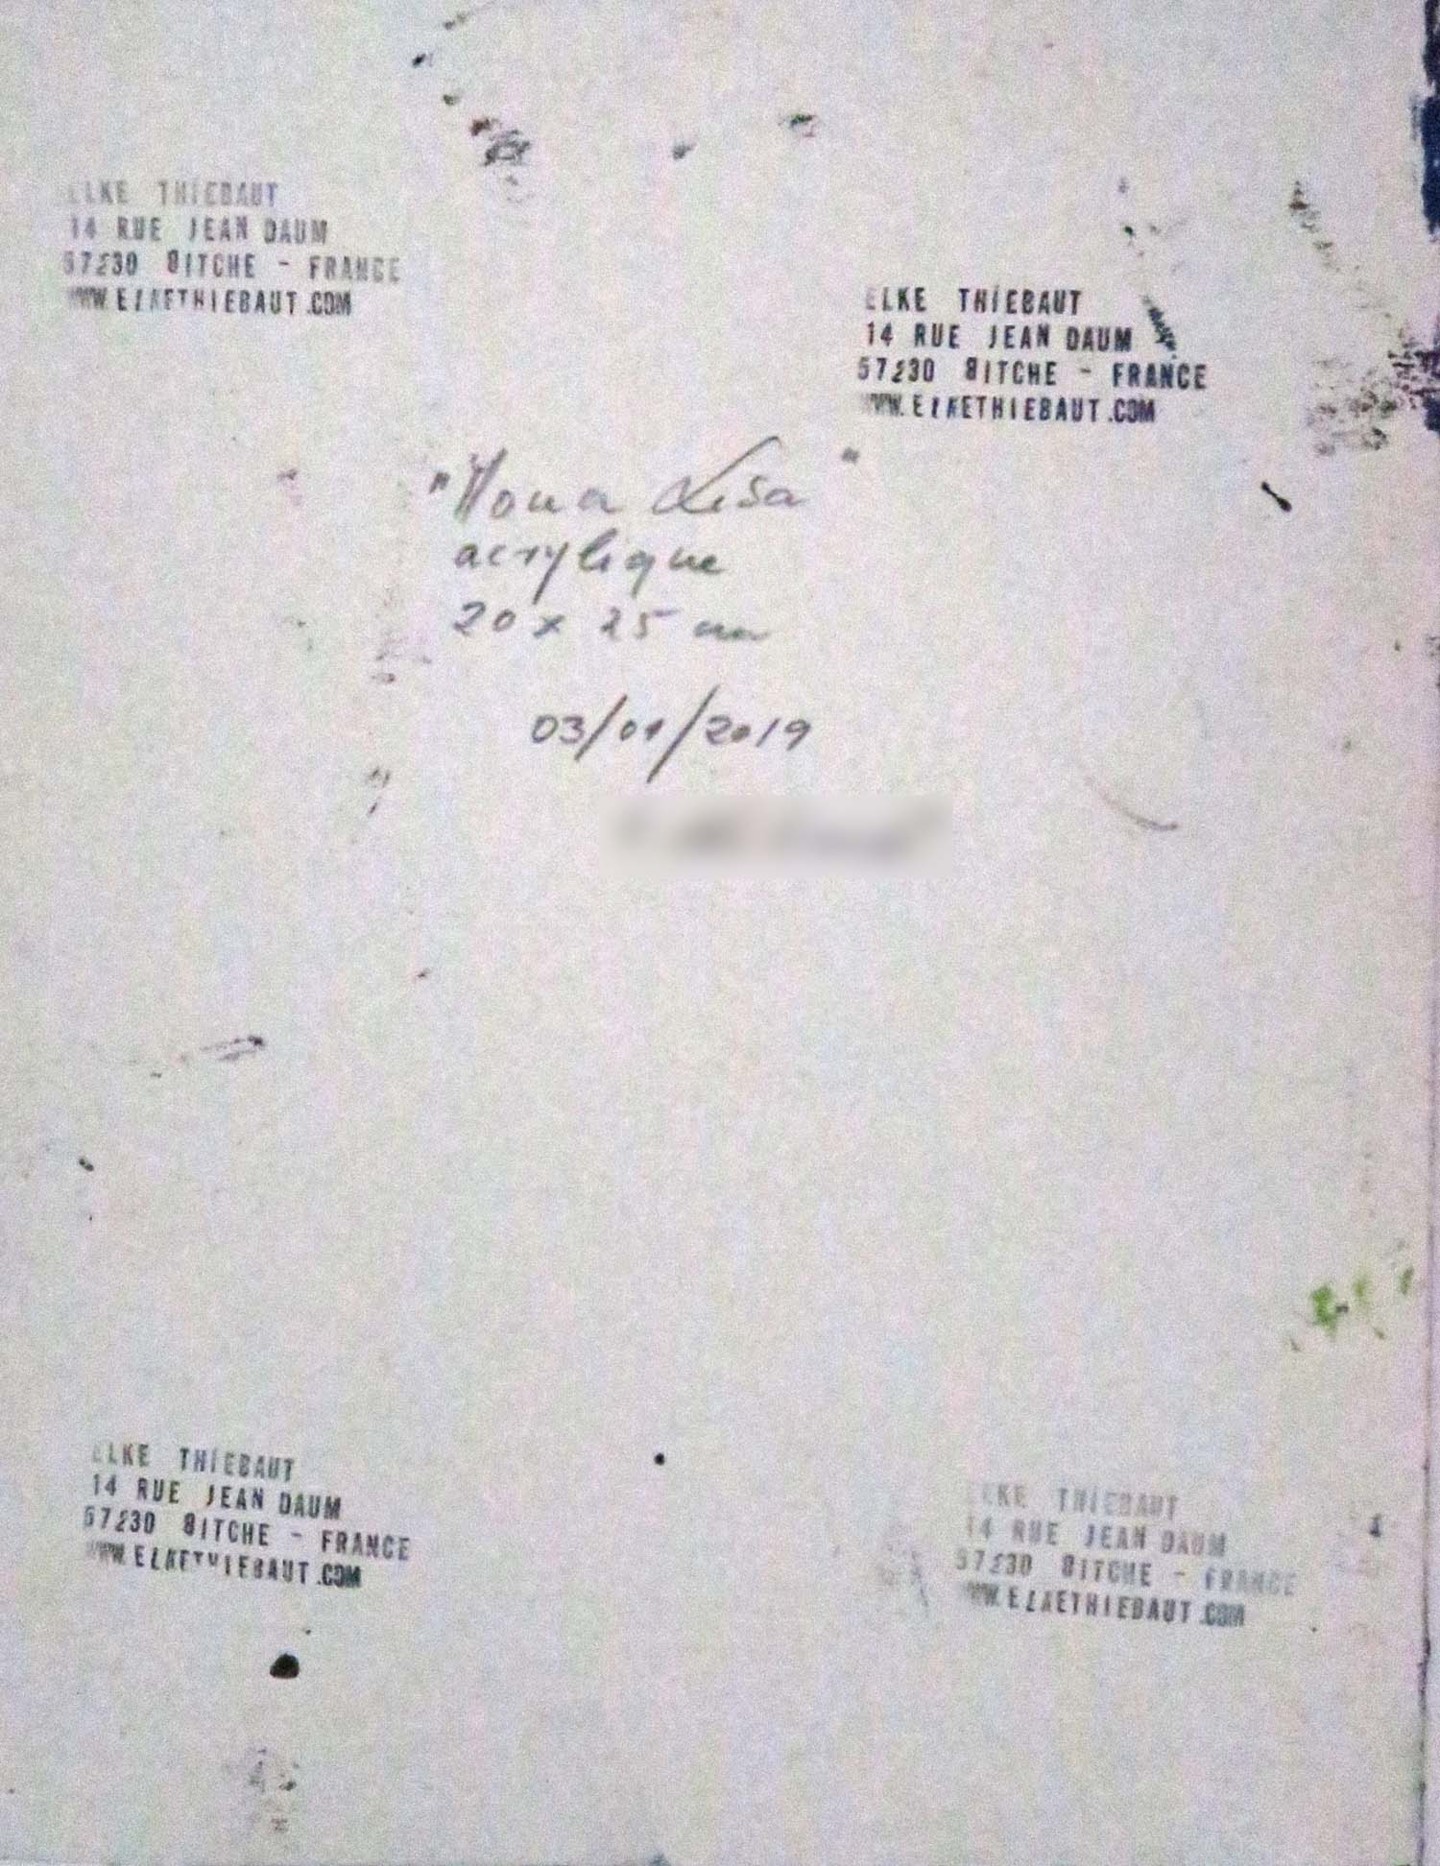 ELKE THIEBAUT
14 RUE JEAN DAUM
57230 BITCHE - FRANCE
WWW.ELKETHIEBAUT.COM
ELKE THIEBAUT
14 RUE JEAN DAUM
57230 BITCHE - FRANCE
WWW.ELKETHIEBAUT.COM
"Mona Lisa"
acrylique
20 x 25 cm
03/01/2019
ELKE THIEBAUT
14 RUE JEAN DAUM
57230 BITCHE - FRANCE
WWW.ELKETHIEBAUT.COM
ELKE THIEBAUT
14 RUE JEAN DAUM
57230 BITCHE - FRANCE
WWW.ELKETHIEBAUT.COM